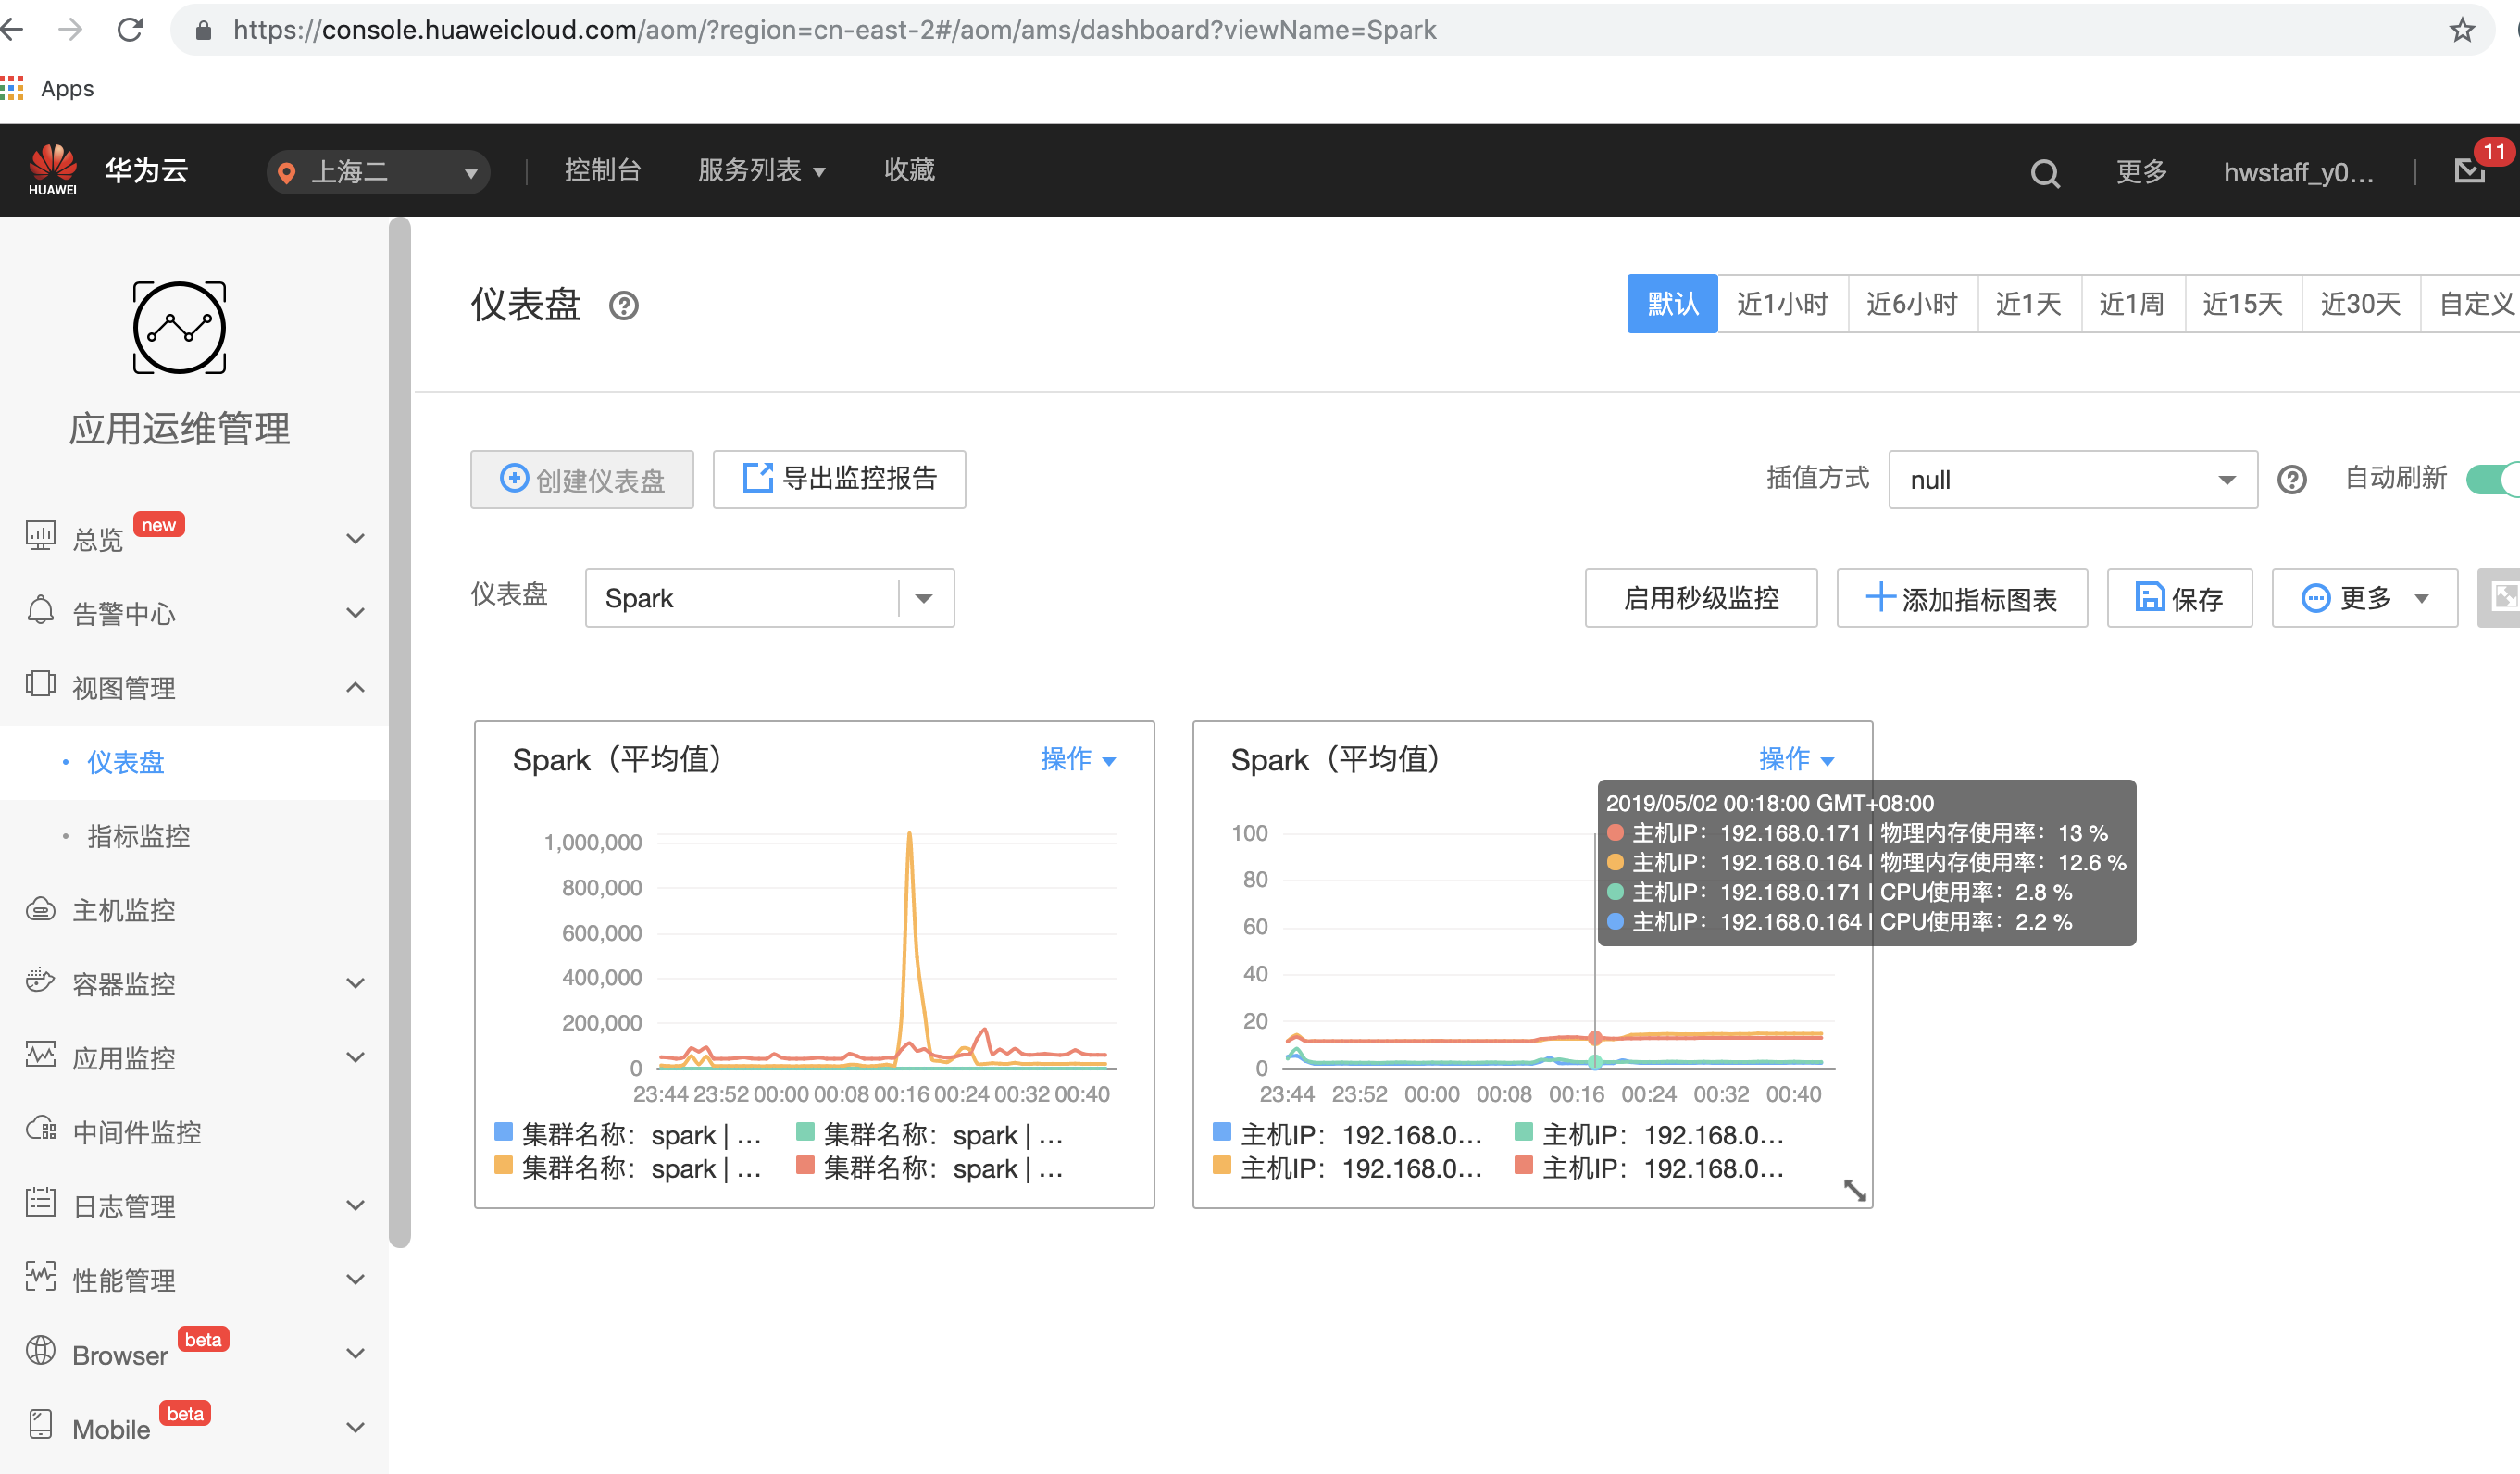 https://console.huaweicloud.com/aom/?region=cn-east-2#/aom/ams/dashboard?viewName=Spark
Apps
HUAWEI 华为云 上海二 控制台 服务列表 收藏 更多 hwstaff_y0... 11
应用运维管理
总览 new
告警中心
视图管理
仪表盘
指标监控
主机监控
容器监控
应用监控
中间件监控
日志管理
性能管理
Browser beta
Mobile beta
仪表盘 默认 近1小时 近6小时 近1天 近1周 近15天 近30天 自定义
创建仪表盘 导出监控报告 插值方式 null 自动刷新
仪表盘 Spark 启用秒级监控 添加指标图表 保存 更多
Spark（平均值） 操作
1,000,000
800,000
600,000
400,000
200,000
0
23:44 23:52 00:00 00:08 00:16 00:24 00:32 00:40
集群名称： spark | ... 集群名称： spark | ...
集群名称： spark | ... 集群名称： spark | ...
Spark（平均值） 操作
2019/05/02 00:18:00 GMT+08:00
主机IP： 192.168.0.171 | 物理内存使用率： 13 %
主机IP： 192.168.0.164 | 物理内存使用率： 12.6 %
主机IP： 192.168.0.171 | CPU使用率： 2.8 %
主机IP： 192.168.0.164 | CPU使用率： 2.2 %
100
80
60
40
20
0
23:44 23:52 00:00 00:08 00:16 00:24 00:32 00:40
主机IP： 192.168.0... 主机IP： 192.168.0...
主机IP： 192.168.0... 主机IP： 192.168.0...